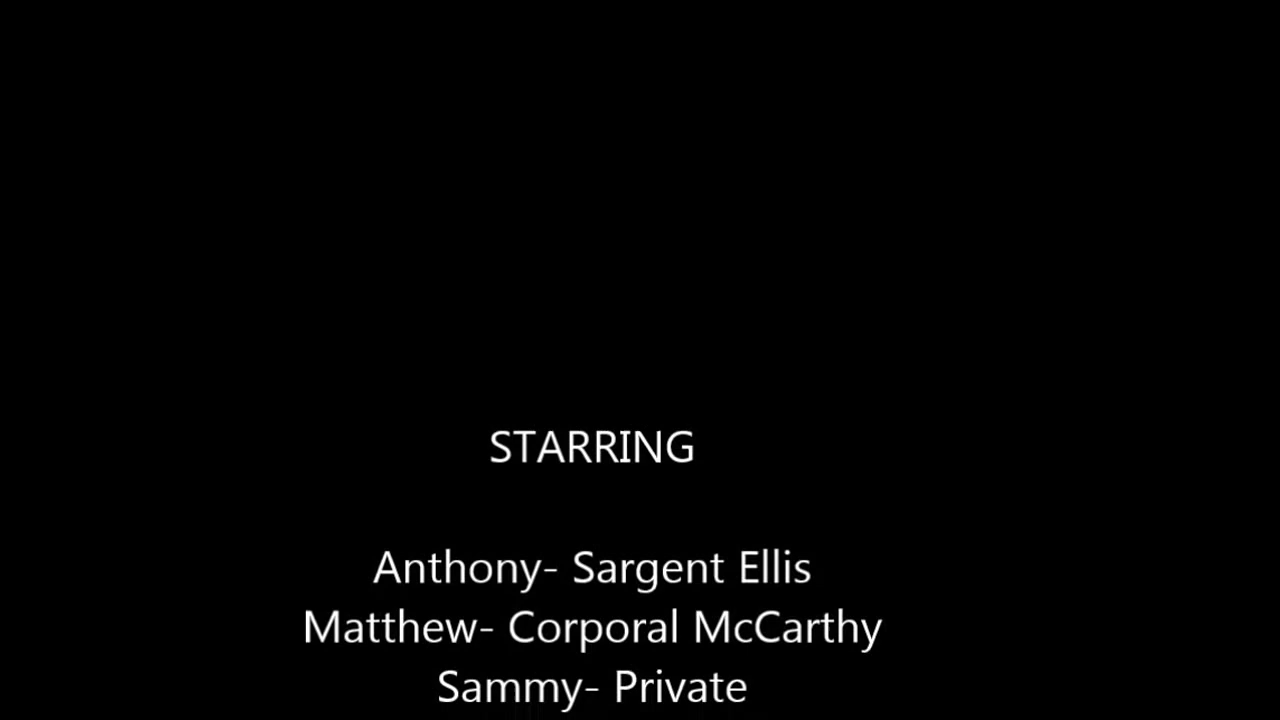 STARRING
Anthony- Sargent Ellis
Matthew- Corporal McCarthy
Sammy- Private